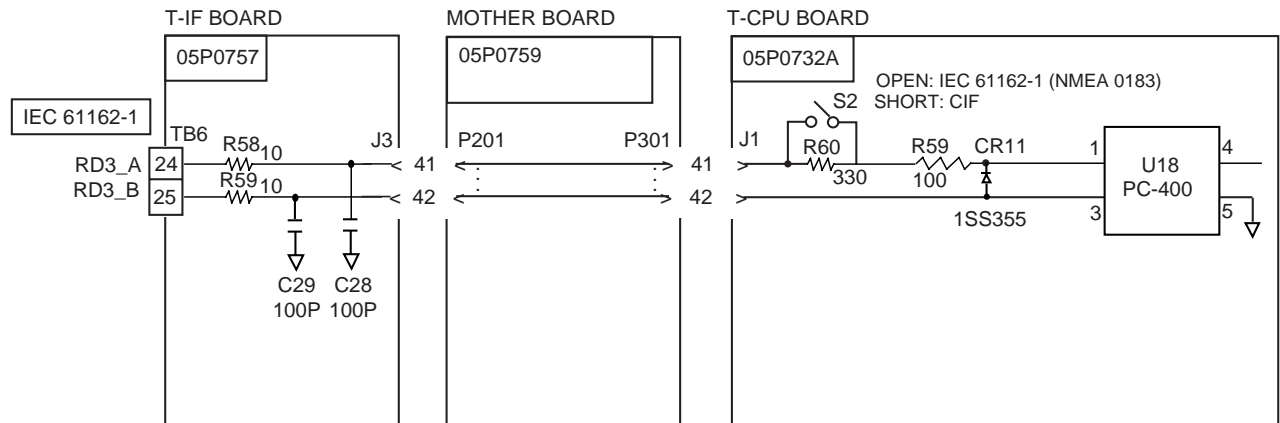 T-IF BOARD
MOTHER BOARD
T-CPU BOARD
05P0757
05P0759
05P0732A
OPEN: IEC 61162-1 (NMEA 0183)
SHORT: CIF
S2
IEC 61162-1
TB6
R58
10
J3
P201
P301
J1
R60
330
R59
100
CR11
1
4
U18
PC-400
RD3_A
24
41
41
RD3_B
25
R59
10
42
42
1SS355
3
5
C29
100P
C28
100P